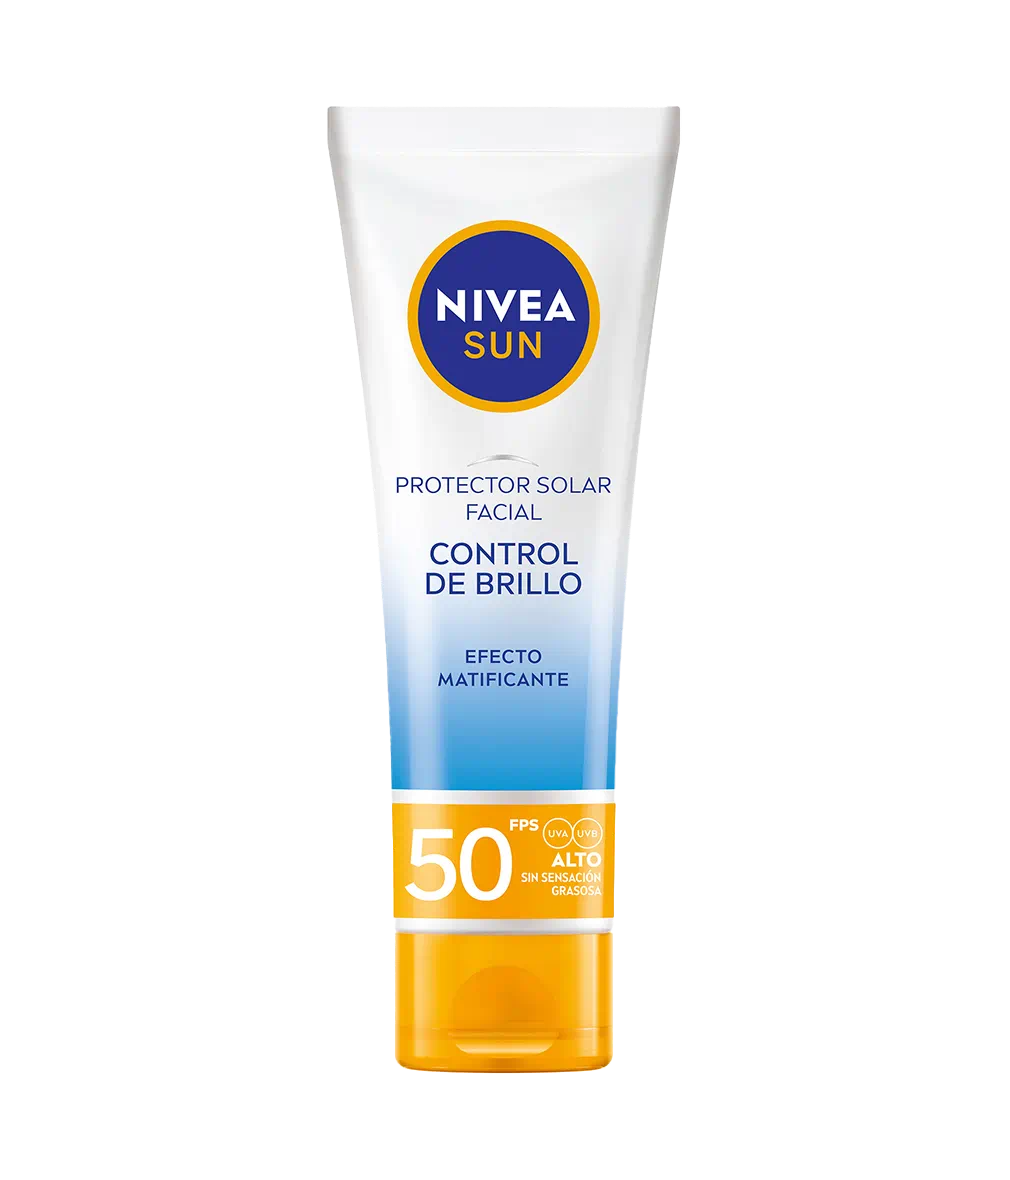 NIVEA
SUN
PROTECTOR SOLAR
FACIAL
CONTROL
DE BRILLO
EFECTO
MATIFICANTE
50 FPS UVA UVB
ALTO
SIN SENSACIÓN
GRASOSA